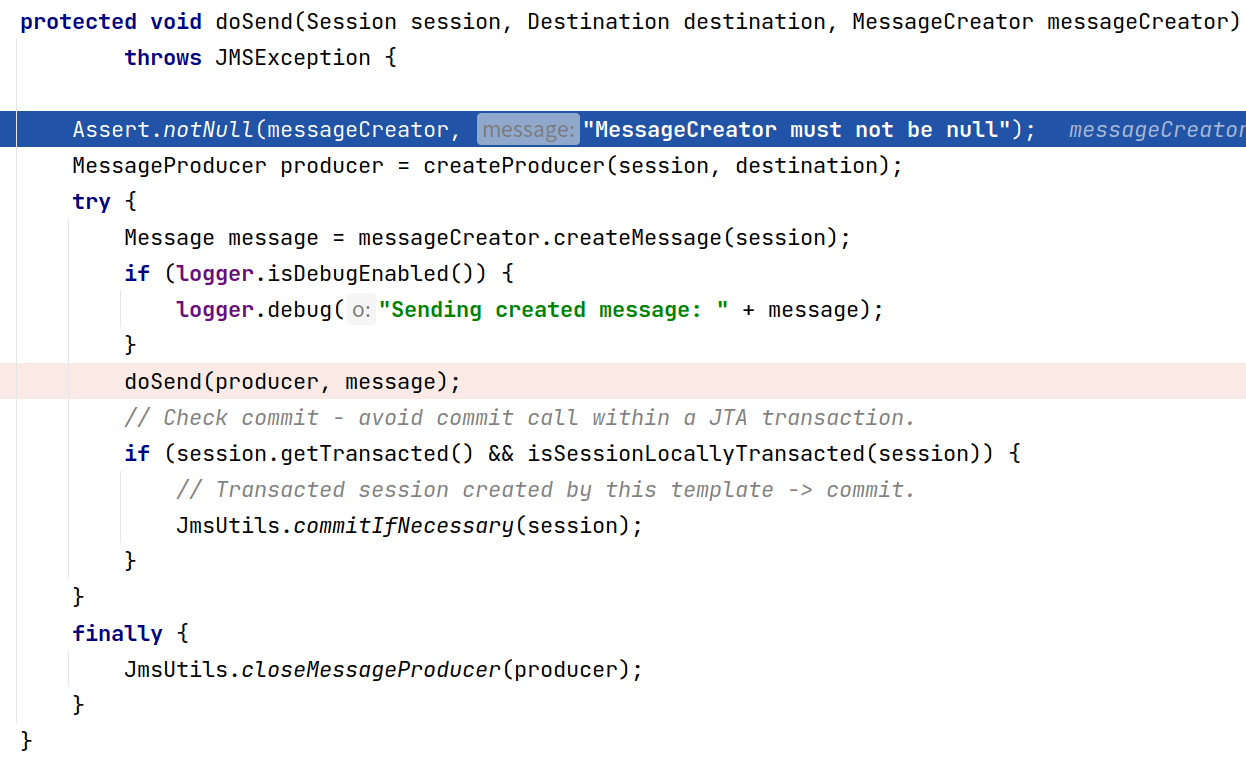 protected void doSend(Session session, Destination destination, MessageCreator messageCreator)
        throws JMSException {
    Assert.notNull(messageCreator, message: "MessageCreator must not be null");   messageCreator
    MessageProducer producer = createProducer(session, destination);
    try {
        Message message = messageCreator.createMessage(session);
        if (logger.isDebugEnabled()) {
            logger.debug(o: "Sending created message: " + message);
        }
        doSend(producer, message);
        // Check commit - avoid commit call within a JTA transaction.
        if (session.getTransacted() && isSessionLocallyTransacted(session)) {
            // Transacted session created by this template -> commit.
            JmsUtils.commitIfNecessary(session);
        }
    }
    finally {
        JmsUtils.closeMessageProducer(producer);
    }
}